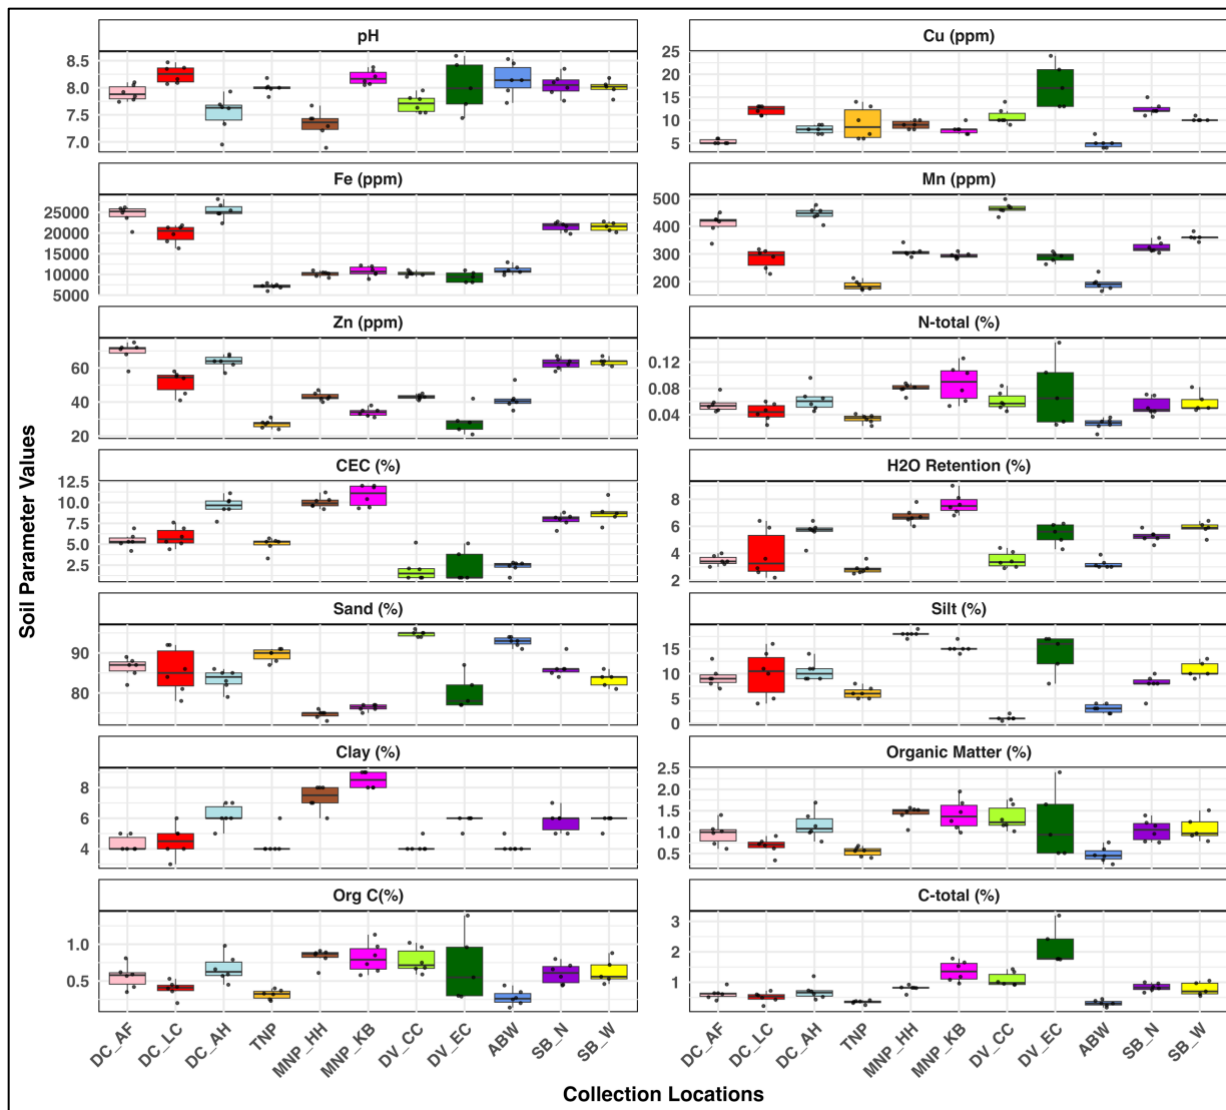 pH
8.5
8.0
7.5
7.0
Cu (ppm)
25
20
15
10
5
Fe (ppm)
25000
20000
15000
10000
5000
Mn (ppm)
500
400
300
200
Zn (ppm)
60
40
20
N-total (%)
0.12
0.08
0.04
CEC (%)
12.5
10.0
7.5
5.0
2.5
H2O Retention (%)
8
6
4
2
Sand (%)
90
80
Silt (%)
15
10
5
0
Clay (%)
8
6
4
Organic Matter (%)
2.5
2.0
1.5
1.0
0.5
Org C(%)
1.0
0.5
C-total (%)
3
2
1
Soil Parameter Values
DC_AF
DC_LC
DC_AH
TNP
MNP_HH
MNP_KB
DV_CC
DV_EC
ABW
SB_N
SB_W
DC_AF
DC_LC
DC_AH
TNP
MNP_HH
MNP_KB
DV_CC
DV_EC
ABW
SB_N
SB_W
Collection Locations